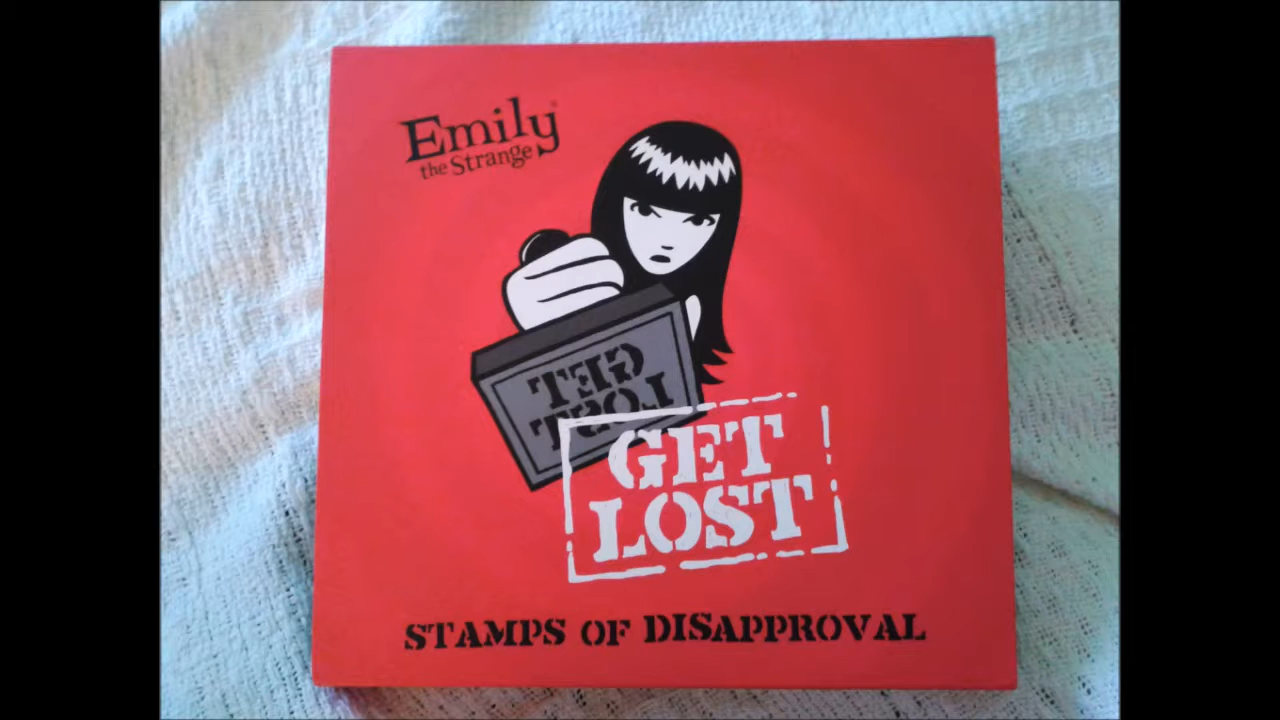 Emily®
the Strange
GET
LOST
GET
LOST
STAMPS OF DISAPPROVAL